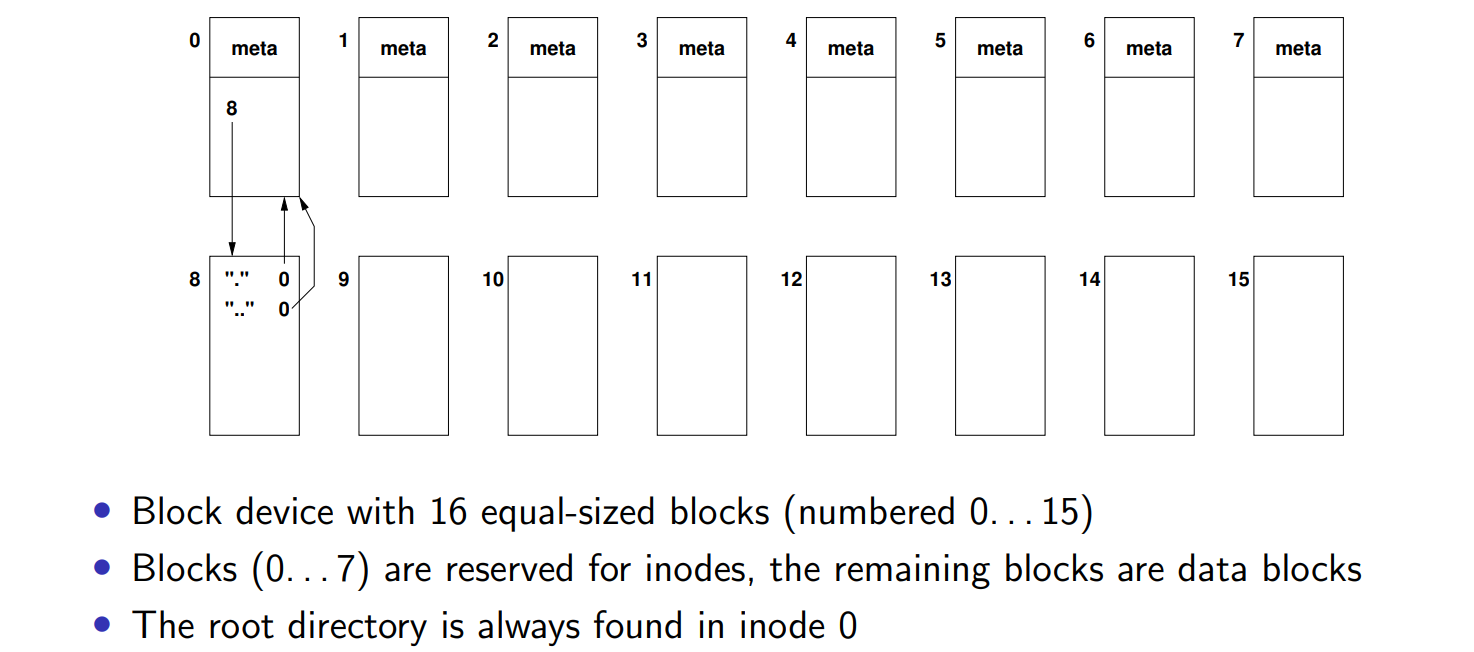 0 meta 1 meta 2 meta 3 meta 4 meta 5 meta 6 meta 7 meta
8
8 "." 0 9 10 11 12 13 14 15
".." 0
• Block device with 16 equal-sized blocks (numbered 0. . . 15)
• Blocks (0. . . 7) are reserved for inodes, the remaining blocks are data blocks
• The root directory is always found in inode 0